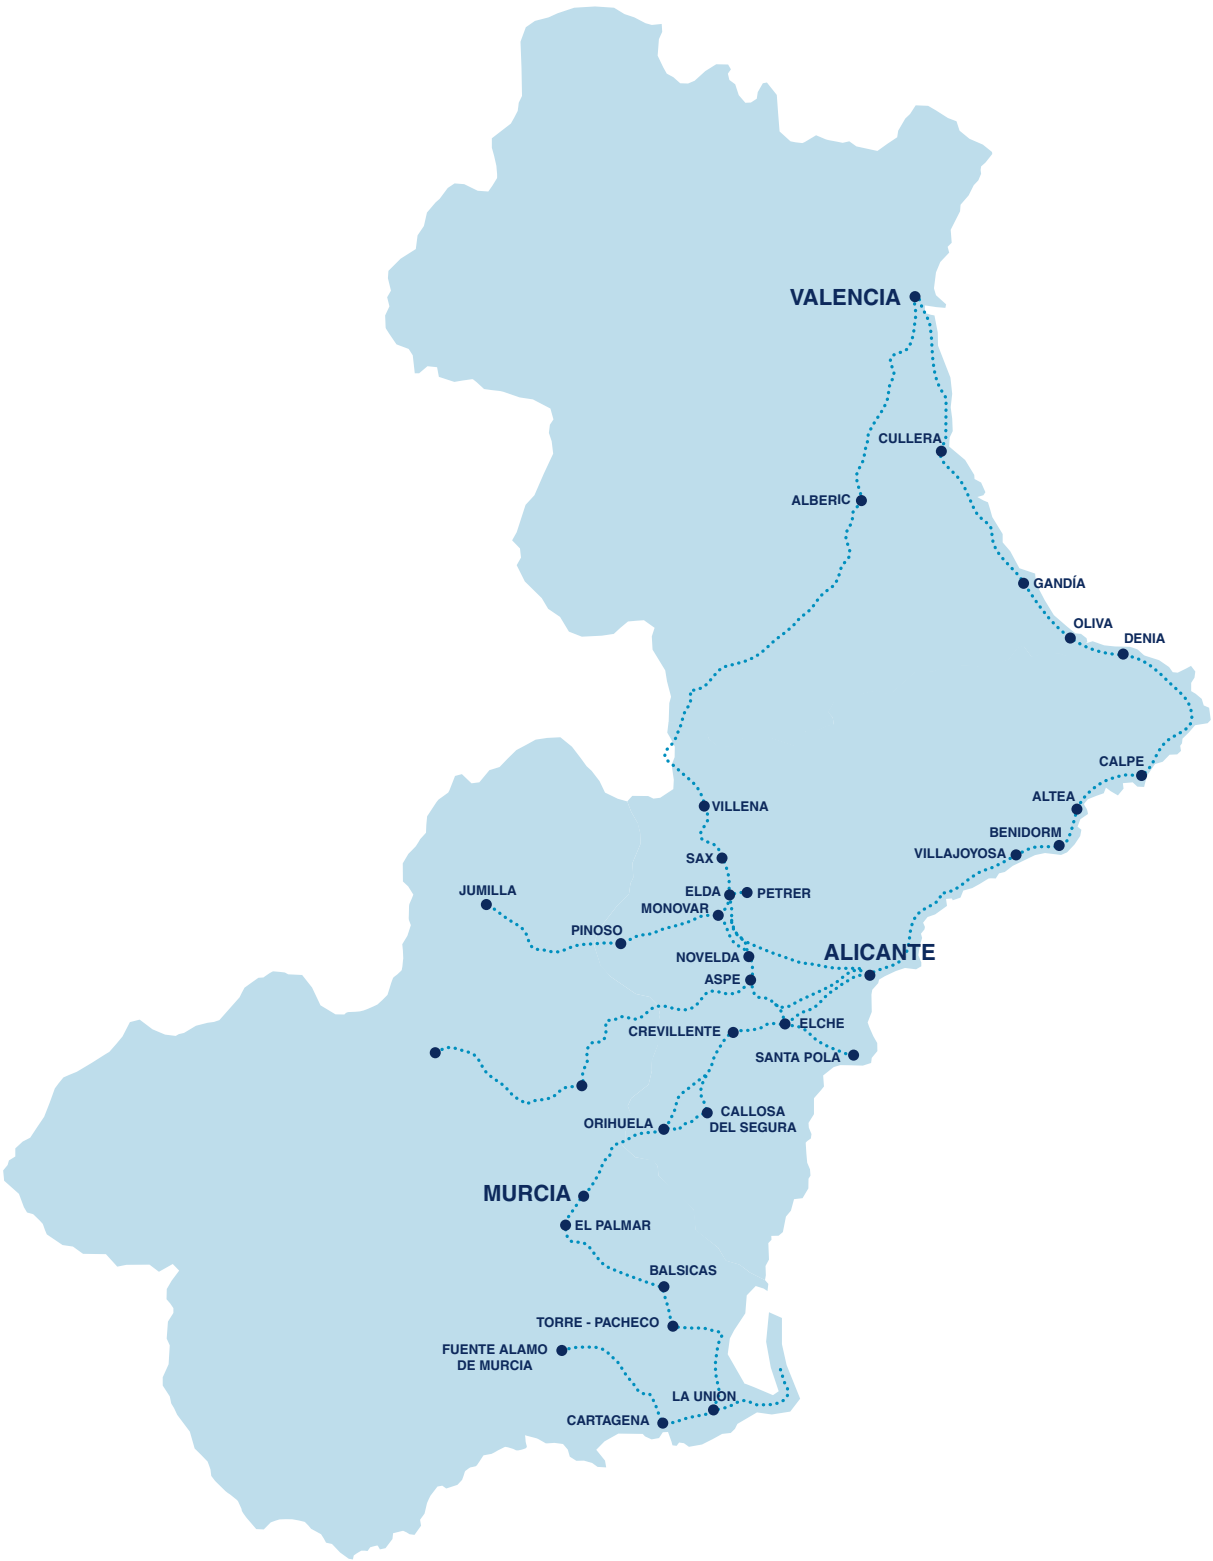 VALENCIA
CULLERA
ALBERIC
GANDÍA
OLIVA
DENIA
CALPE
ALTEA
VILLENA
BENIDORM
VILLAJOYOSA
SAX
JUMILLA
ELDA
PETRER
MONOVAR
PINOSO
ALICANTE
NOVELDA
ASPE
ELCHE
CREVILLENTE
SANTA POLA
CALLOSA
DEL SEGURA
ORIHUELA
MURCIA
EL PALMAR
BALSICAS
TORRE - PACHECO
FUENTE ALAMO
DE MURCIA
LA UNIÓN
CARTAGENA